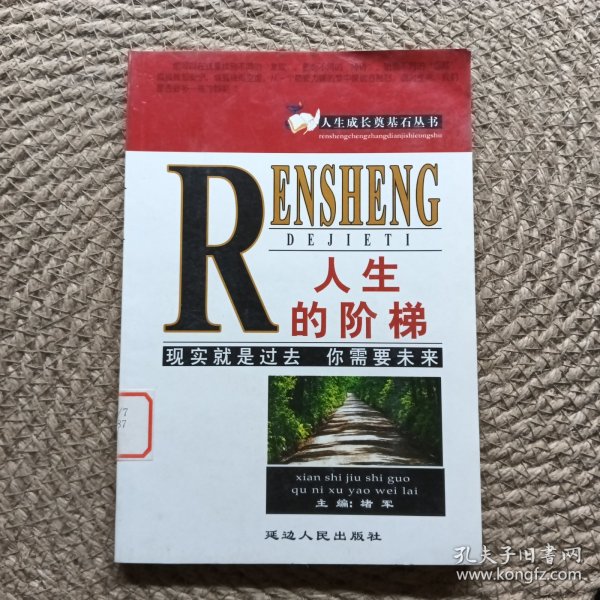 人生成长奠基石丛书
renshengchengzhangdianjishicongshu
RENSHENG
DEJIETI
人生
的阶梯
现实就是过去 你需要未来
/7
87
xian shi jiu shi guo
qu ni xu yao wei lai
主编:堵军
延边人民出版社
孔夫子旧书网
www.kongfz.com